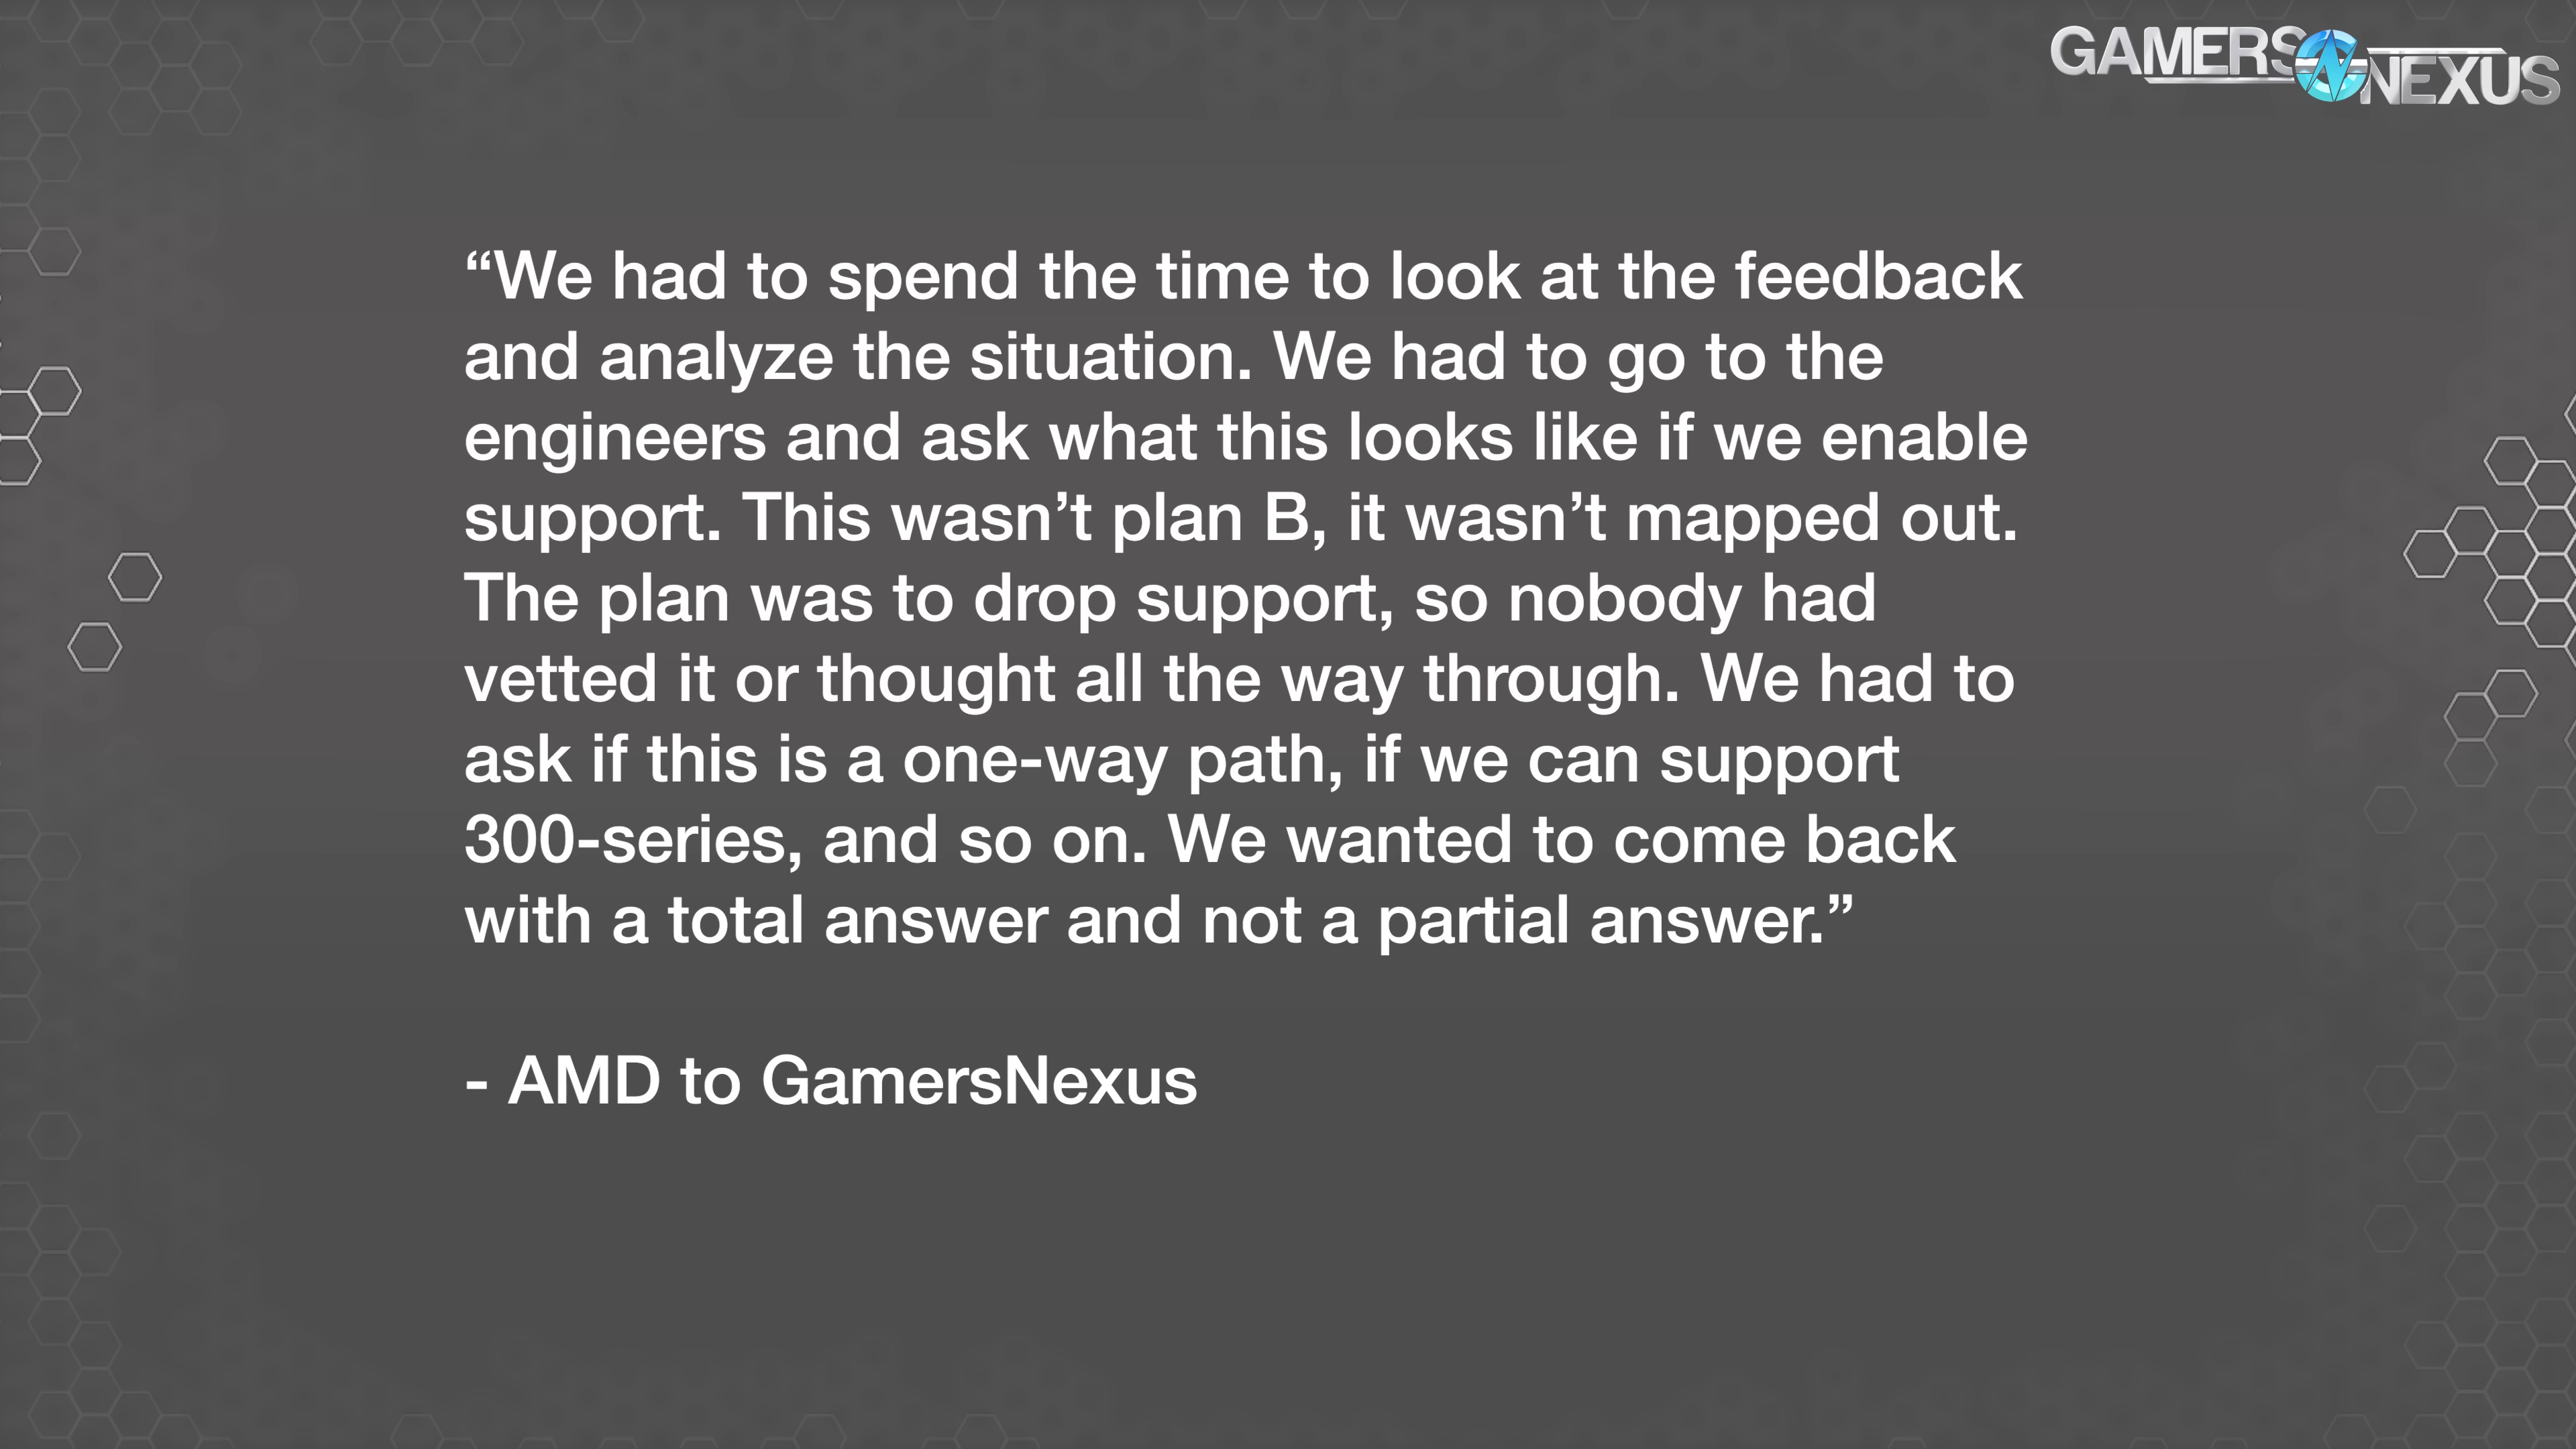 GAMERS NEXUS
“We had to spend the time to look at the feedback
and analyze the situation. We had to go to the
engineers and ask what this looks like if we enable
support. This wasn’t plan B, it wasn’t mapped out.
The plan was to drop support, so nobody had
vetted it or thought all the way through. We had to
ask if this is a one-way path, if we can support
300-series, and so on. We wanted to come back
with a total answer and not a partial answer.”
- AMD to GamersNexus